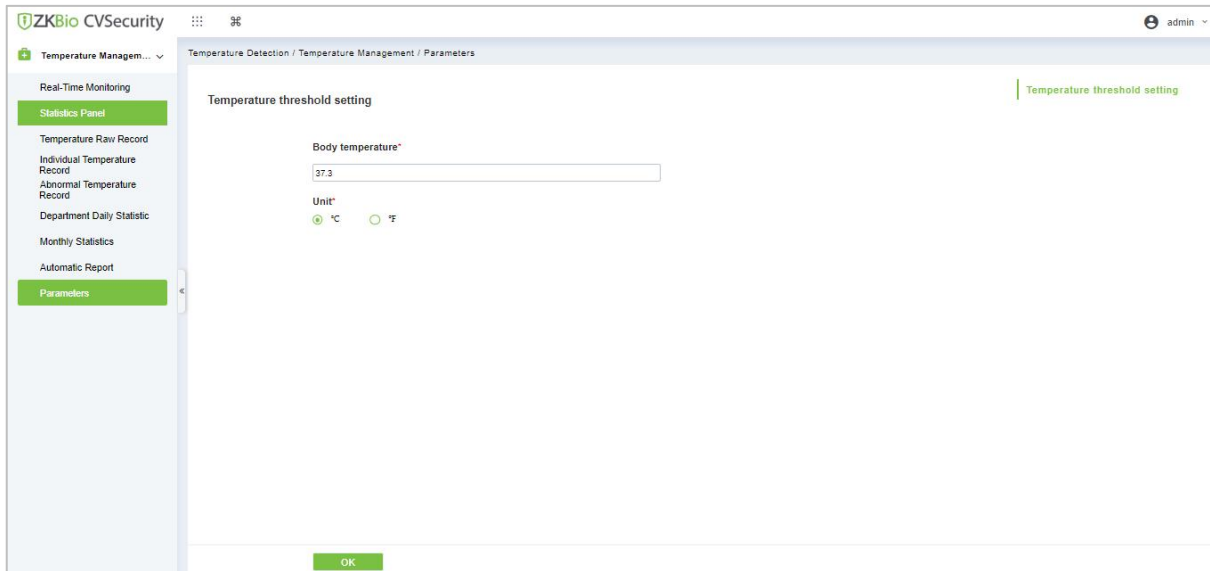 ZKBio CVSecurity
admin
Temperature Managem...
Temperature Detection / Temperature Management / Parameters
Real-Time Monitoring
Statistics Panel
Temperature Raw Record
Individual Temperature
Record
Abnormal Temperature
Record
Department Daily Statistic
Monthly Statistics
Automatic Report
Parameters
Temperature threshold setting
Temperature threshold setting
Body temperature*
37.3
Unit*
°C °F
OK